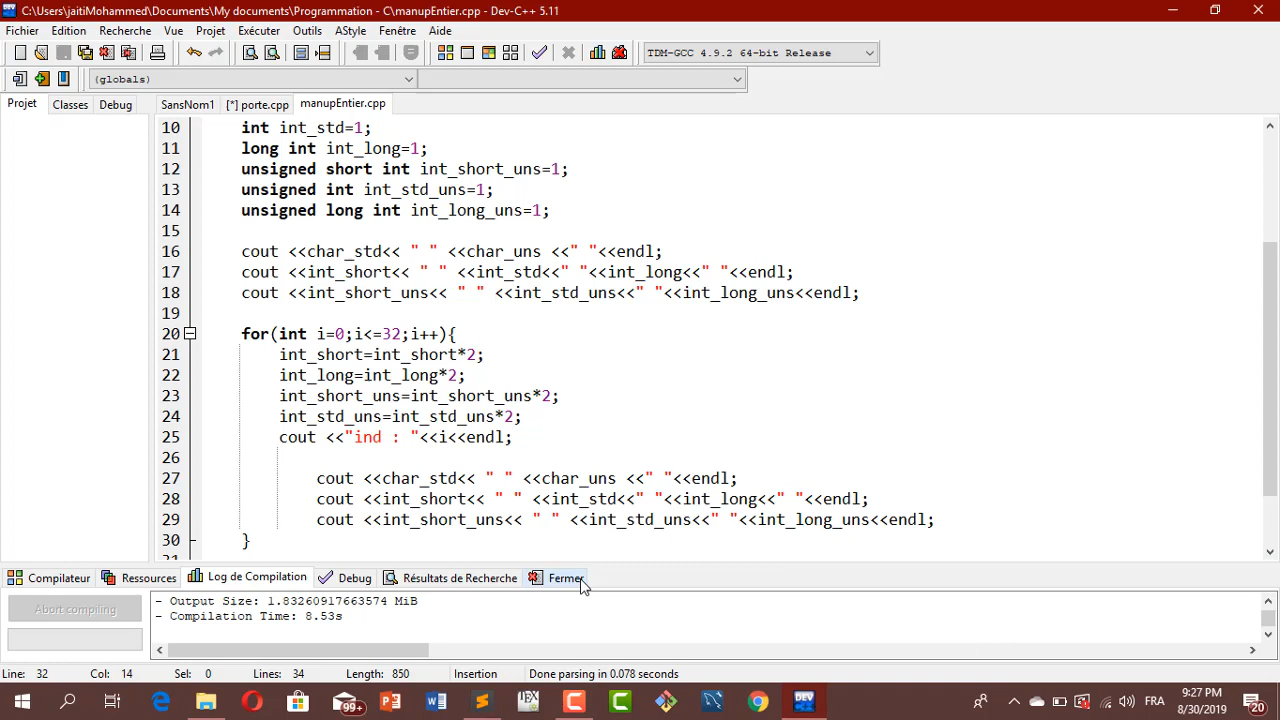 C:\Users\jaitiMohammed\Documents\My documents\Programmation - C\manupEntier.cpp - Dev-C++ 5.11
Fichier Edition Recherche Vue Projet Exécuter Outils AStyle Fenêtre Aide
TDM-GCC 4.9.2 64-bit Release
(globals)
Projet Classes Debug SansNom1 [*] porte.cpp manupEntier.cpp
10 int int_std=1;
11 long int int_long=1;
12 unsigned short int int_short_uns=1;
13 unsigned int int_std_uns=1;
14 unsigned long int int_long_uns=1;
15
16 cout <<char_std<< " " <<char_uns <<" "<<endl;
17 cout <<int_short<< " " <<int_std<<" "<<int_long<<" "<<endl;
18 cout <<int_short_uns<< " " <<int_std_uns<<" "<<int_long_uns<<endl;
19
20 for(int i=0;i<=32;i++){
21 int_short=int_short*2;
22 int_long=int_long*2;
23 int_short_uns=int_short_uns*2;
24 int_std_uns=int_std_uns*2;
25 cout <<"ind : "<<i<<endl;
26
27 cout <<char_std<< " " <<char_uns <<" "<<endl;
28 cout <<int_short<< " " <<int_std<<" "<<int_long<<" "<<endl;
29 cout <<int_short_uns<< " " <<int_std_uns<<" "<<int_long_uns<<endl;
30 }
Compilateur Ressources Log de Compilation Debug Résultats de Recherche Fermer
Abort compiling
- Output Size: 1.83260917663574 MiB
- Compilation Time: 8.53s
Line: 32 Col: 14 Sel: 0 Lines: 34 Length: 850 Insertion Done parsing in 0.078 seconds
99+
FRA
9:27 PM
8/30/2019
20